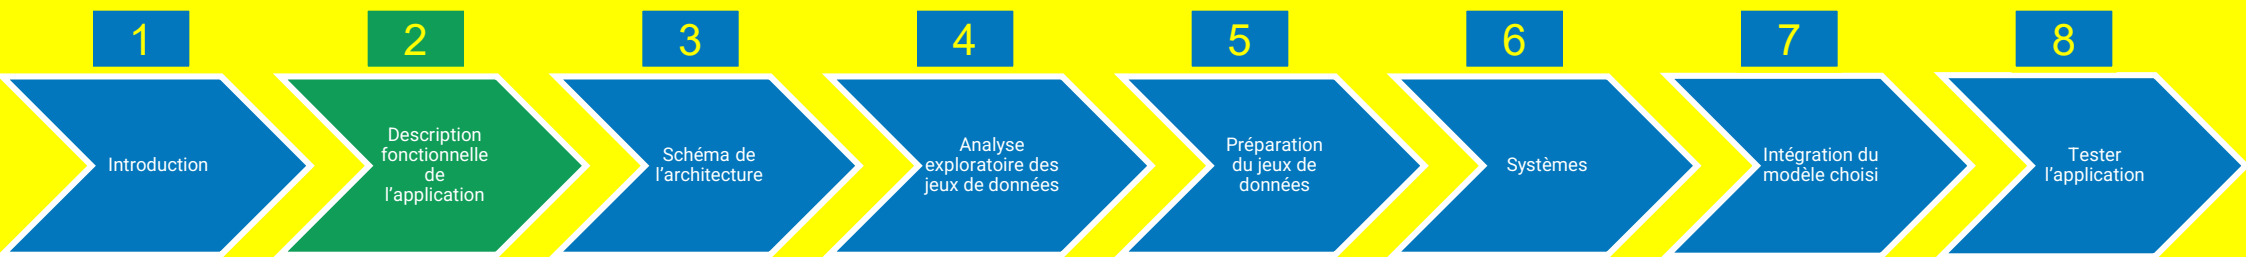 1
2
3
4
5
6
7
8
Introduction
Description
fonctionnelle
de
l’application
Schéma de
l’architecture
Analyse
exploratoire des
jeux de données
Préparation
du jeux de
données
Systèmes
Intégration du
modèle choisi
Tester
l’application